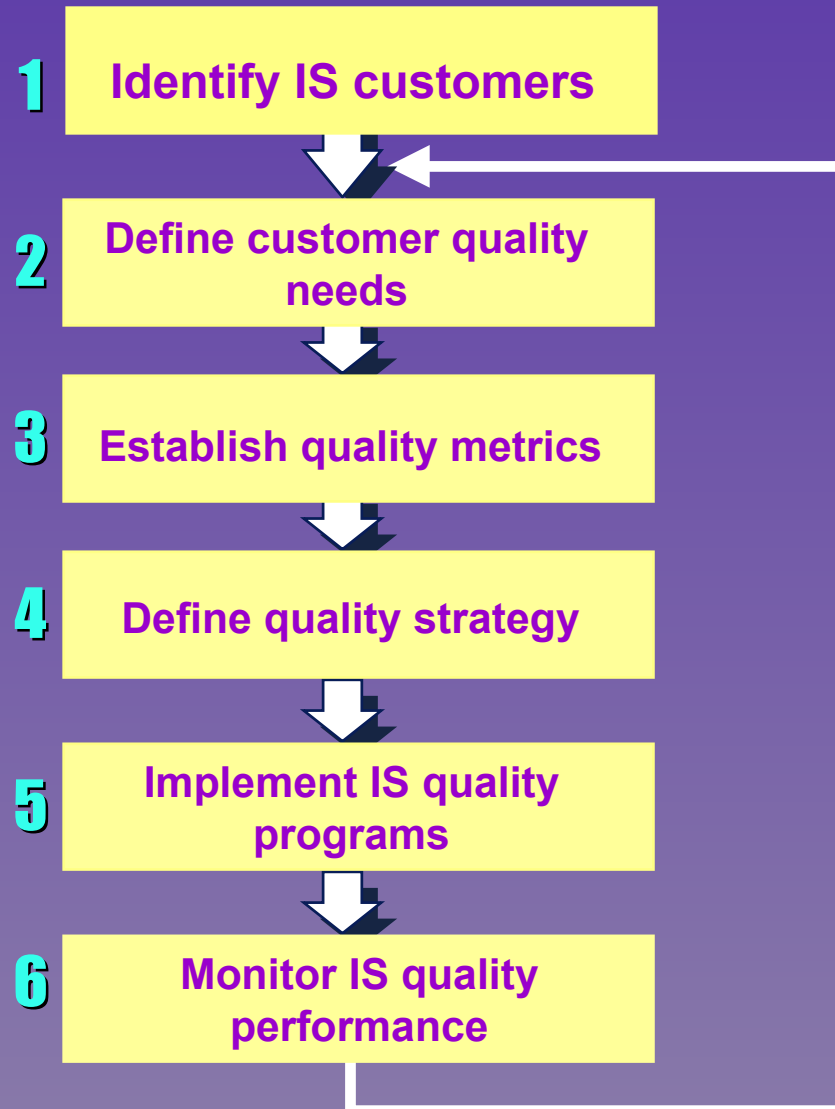 1
Identify IS customers
2
Define customer quality
needs
3
Establish quality metrics
4
Define quality strategy
5
Implement IS quality
programs
6
Monitor IS quality
performance